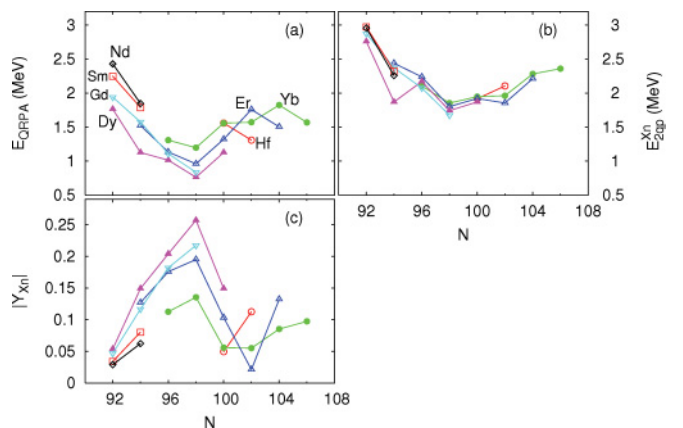 3
2.5
2
1.5
1
0.5
E_QRPA (MeV)
(a)
Nd
Sm
Gd
Dy
Er
Yb
Hf
(b)
3
2.5
2
1.5
1
0.5
E_2qp^Xn (MeV)
92 96 100 104 108
N
0.25
0.2
0.15
0.1
0.05
0
|Y_Xn|
(c)
92 96 100 104 108
N